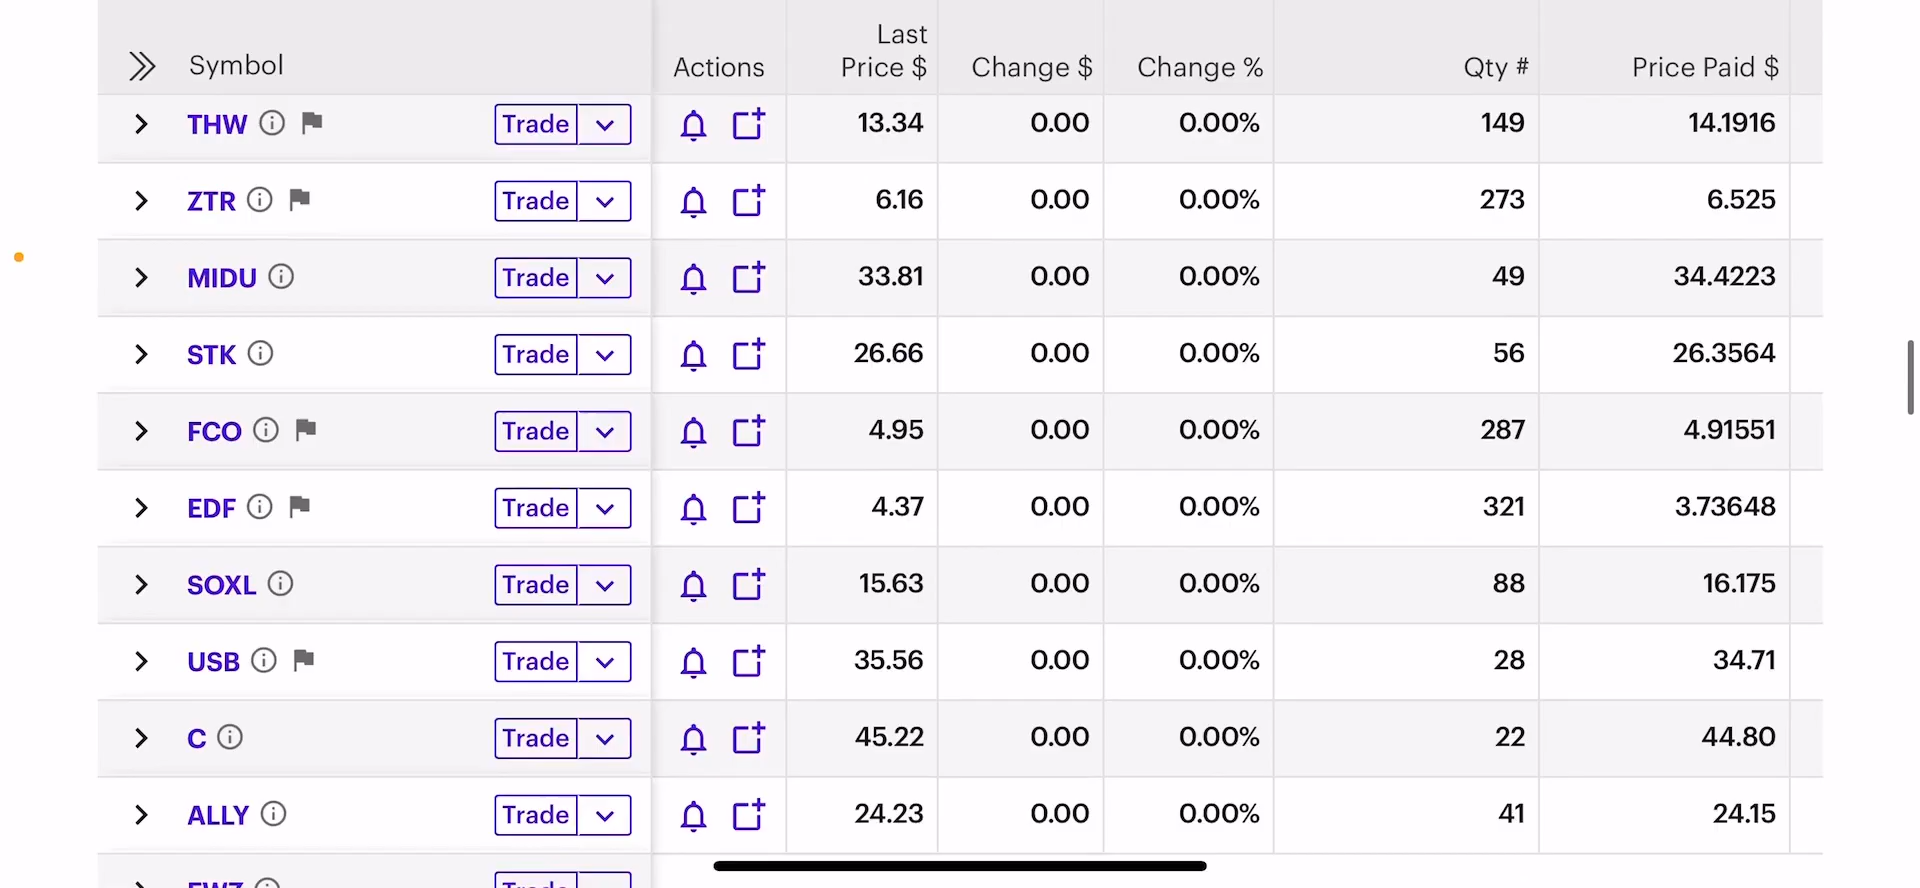 Symbol Actions Last Price $ Change $ Change % Qty # Price Paid $
THW Trade 13.34 0.00 0.00% 149 14.1916
ZTR Trade 6.16 0.00 0.00% 273 6.525
MIDU Trade 33.81 0.00 0.00% 49 34.4223
STK Trade 26.66 0.00 0.00% 56 26.3564
FCO Trade 4.95 0.00 0.00% 287 4.91551
EDF Trade 4.37 0.00 0.00% 321 3.73648
SOXL Trade 15.63 0.00 0.00% 88 16.175
USB Trade 35.56 0.00 0.00% 28 34.71
C Trade 45.22 0.00 0.00% 22 44.80
ALLY Trade 24.23 0.00 0.00% 41 24.15
Trade